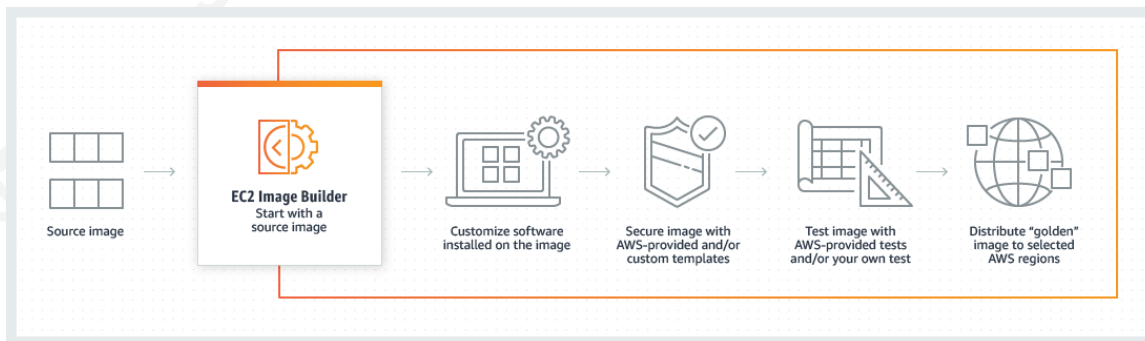 Source image
EC2 Image Builder
Start with a
source image
Customize software
installed on the image
Secure image with
AWS-provided and/or
custom templates
Test image with
AWS-provided tests
and/or your own test
Distribute “golden”
image to selected
AWS regions